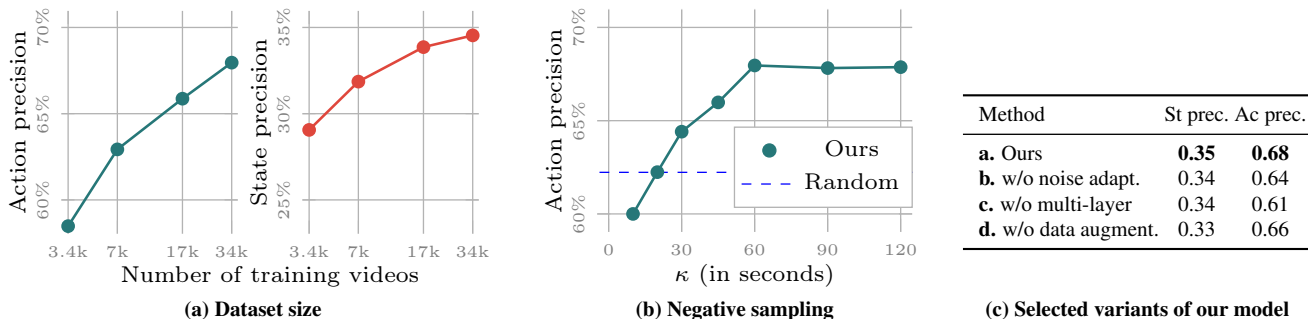 Action precision
70%
65%
60%
3.4k 7k 17k 34k
State precision
35%
30%
25%
3.4k 7k 17k 34k
Number of training videos
(a) Dataset size
Action precision
70%
65%
60%
Ours
Random
0 30 60 90 120
κ (in seconds)
(b) Negative sampling
Method St prec. Ac prec.
a. Ours 0.35 0.68
b. w/o noise adapt. 0.34 0.64
c. w/o multi-layer 0.34 0.61
d. w/o data augment. 0.33 0.66
(c) Selected variants of our model